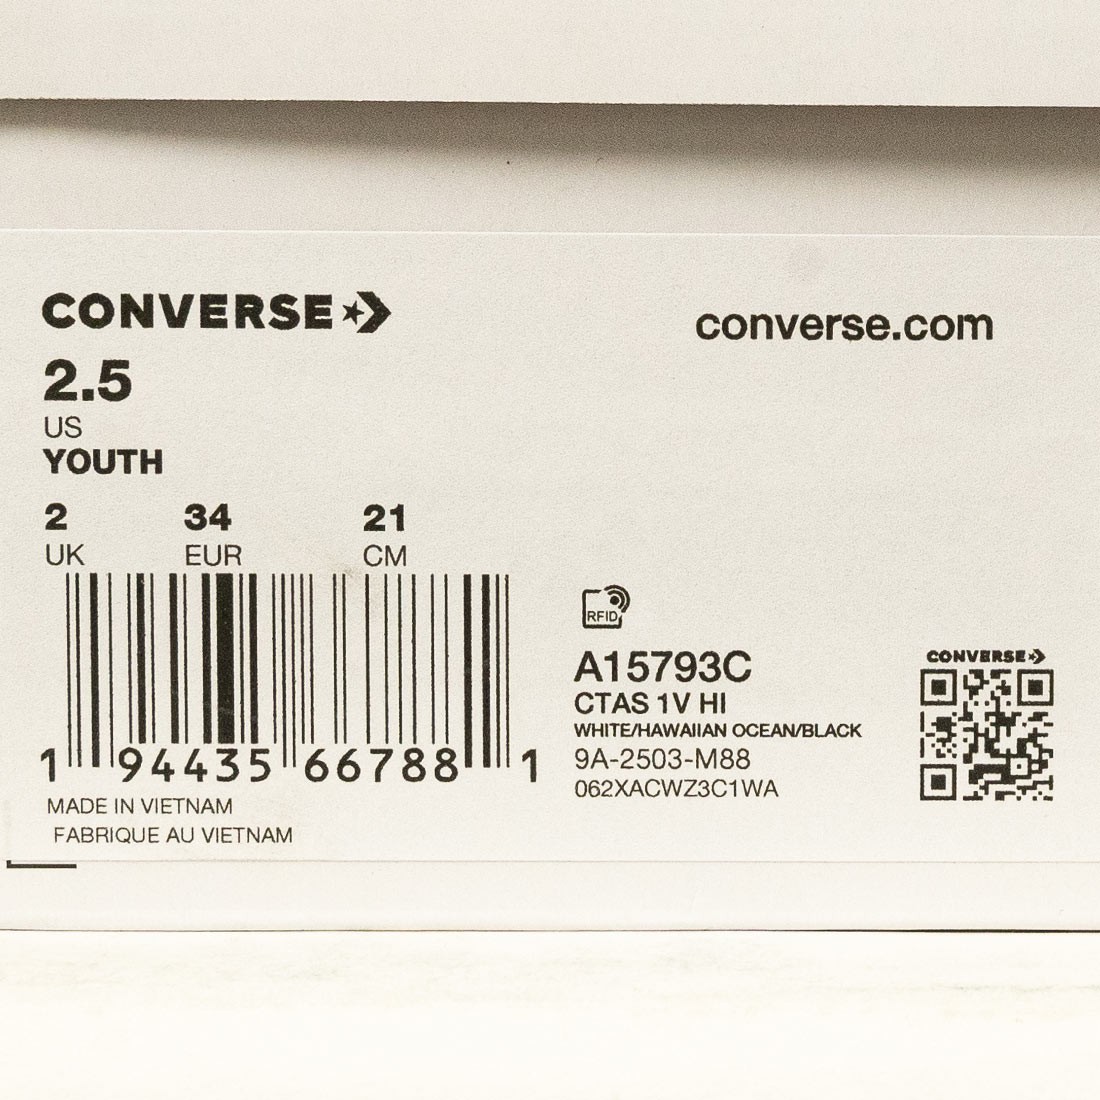 CONVERSE
converse.com
2.5
US
YOUTH
2 34 21
UK EUR CM
RFID
A15793C
CTAS 1V HI
WHITE/HAWAIIAN OCEAN/BLACK
9A-2503-M88
062XACWZ3C1WA
CONVERSE
1 94435 66788 1
MADE IN VIETNAM
FABRIQUE AU VIETNAM